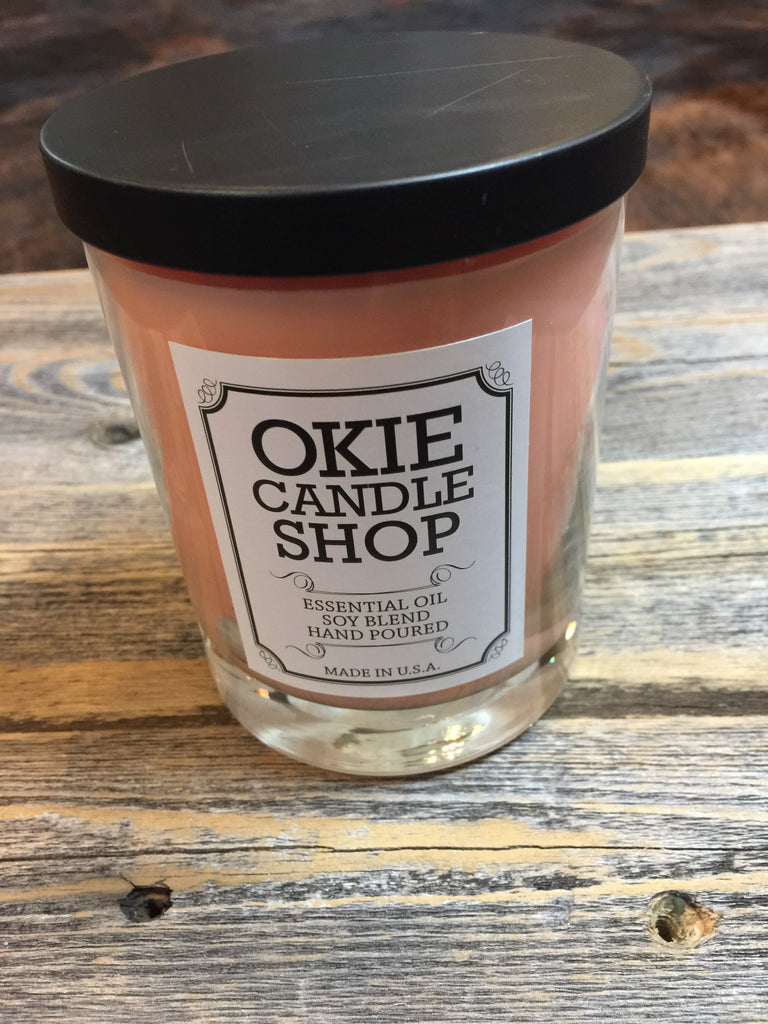 OKIE
CANDLE
SHOP
ESSENTIAL OIL
SOY BLEND
HAND POURED
MADE IN U.S.A.